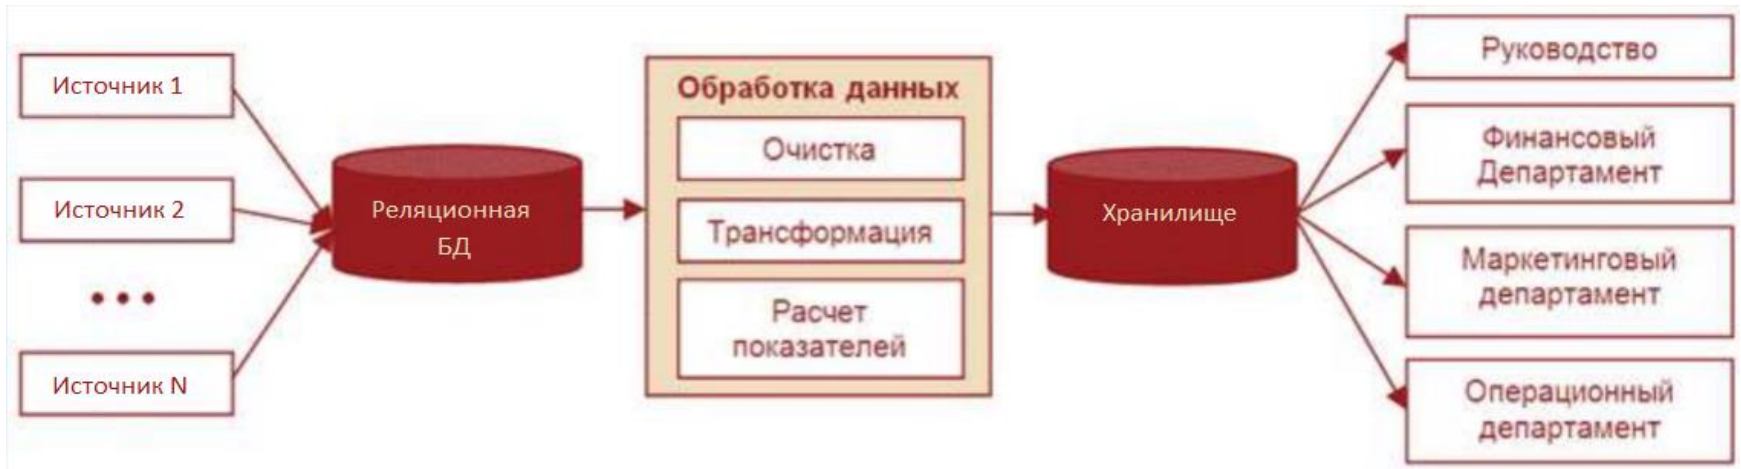 Источник 1
Источник 2
Источник N
Реляционная
БД
Обработка данных
Очистка
Трансформация
Расчет
показателей
Хранилище
Руководство
Финансовый
Департамент
Маркетинговый
департамент
Операционный
департамент